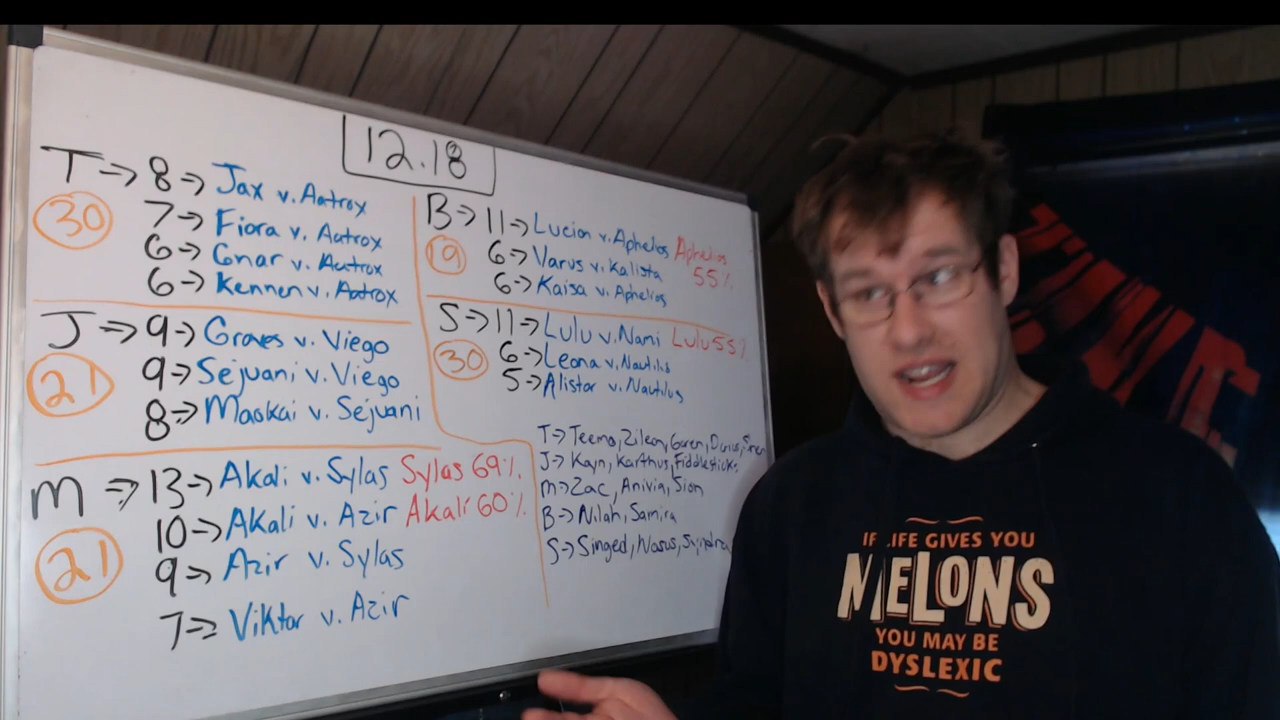 12.18
T → 8 → Jax v. Aatrox
30
7 → Fiora v. Aatrox
6 → Gnar v. Aatrox
6 → Kennen v. Aatrox
J → 9 → Graves v. Viego
21
9 → Sejuani v. Viego
8 → Maokai v. Sejuani
M → 13 → Akali v. Sylas Sylas 69%
21
10 → Akali v. Azir Akali 60%
9 → Azir v. Sylas
7 → Viktor v. Azir
B → 11 → Lucian v. Aphelios Aphelios 55%
19
6 → Varus v. Kalista
6 → Kaisa v. Aphelios
S → 11 → Lulu v. Nami Lulu 55%
30
6 → Leona v. Nautilus
5 → Alistar v. Nautilus
T → Teemo, Zilean, Garen, Darius,
J → Kayn, Karthus, Fiddlesticks
M → Zac, Anivia, Sion
B → Nilah, Samira
S → Singed, Nasus,
IF LIFE GIVES YOU
MELONS
YOU MAY BE
DYSLEXIC